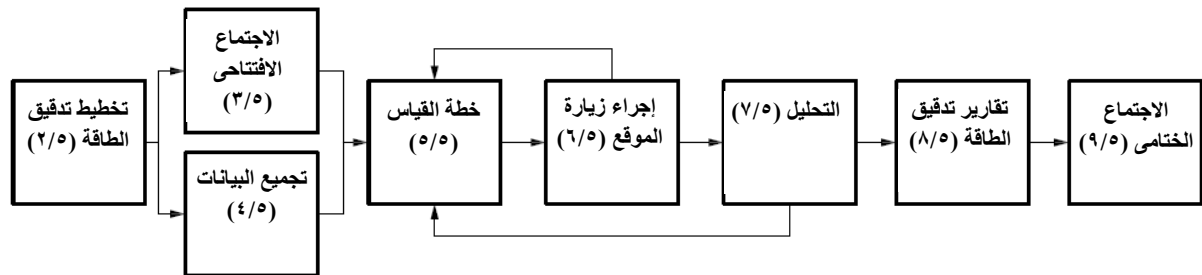 تخطيط تدقيق
الطاقة (٢/٥)
الاجتماع
الافتتاحى
(٣/٥)
تجميع البيانات
(٤/٥)
خطة القياس
(٥/٥)
إجراء زيارة
الموقع (٦/٥)
التحليل (٧/٥)
تقارير تدقيق
الطاقة (٨/٥)
الاجتماع
الختامى (٩/٥)